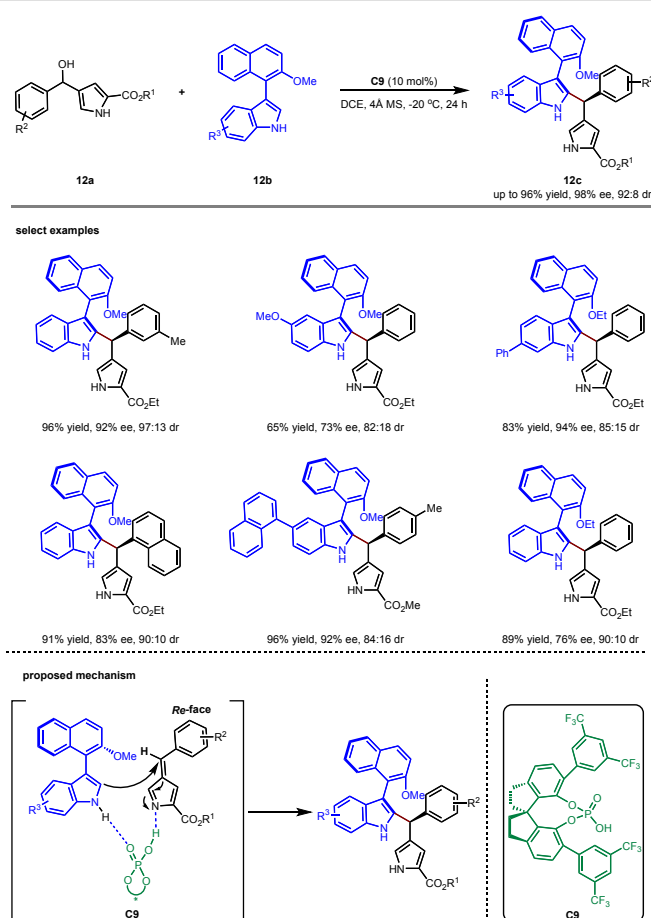 OH
R2
NH
CO2R1
12a
+
OMe
R3
NH
12b
C9 (10 mol%)
DCE, 4Å MS, -20 °C, 24 h
OMe
R3
R2
N
H
HN
CO2R1
12c
up to 96% yield, 98% ee, 92:8 dr
select examples
OMe
N
H
Me
HN
CO2Et
96% yield, 92% ee, 97:13 dr
MeO
OMe
N
H
HN
CO2Et
65% yield, 73% ee, 82:18 dr
OEt
Ph
N
H
HN
CO2Et
83% yield, 94% ee, 85:15 dr
OMe
N
H
HN
CO2Et
91% yield, 83% ee, 90:10 dr
Me
OMe
N
H
HN
CO2Me
96% yield, 92% ee, 84:16 dr
OEt
N
H
HN
CO2Et
89% yield, 76% ee, 90:10 dr
proposed mechanism
Re-face
OMe
H
R2
R3
N
H
N
CO2R1
H
O
O
P
O
O
*
C9
OMe
R2
R3
N
H
HN
CO2R1
F3C
CF3
O
O
P
O
OH
CF3
CF3
C9